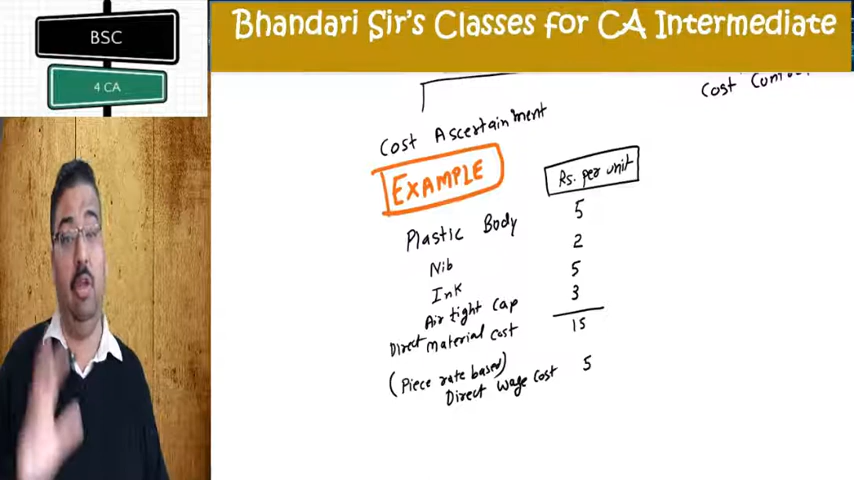 Bhandari Sir's Classes for CA Intermediate
BSC
4 CA
Cost Ascertainment
Cost
EXAMPLE
Rs. per unit
Plastic Body 5
Nib 2
Ink 5
Air tight Cap 3
Direct Material Cost 15
(Piece rate based)
Direct Wage Cost 5